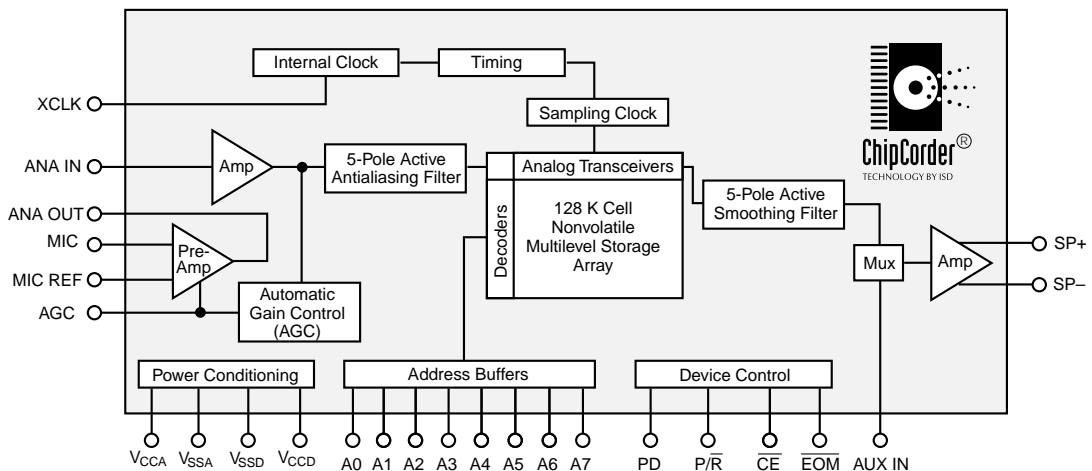 Internal Clock
Timing
XCLK
Sampling Clock
ChipCorder®
TECHNOLOGY BY ISD
ANA IN
Amp
5-Pole Active
Antialiasing Filter
Analog Transceivers
Decoders
128 K Cell
Nonvolatile
Multilevel Storage
Array
5-Pole Active
Smoothing Filter
ANA OUT
MIC
Pre-
Amp
MIC REF
AGC
Automatic
Gain Control
(AGC)
Mux
Amp
SP+
SP–
Power Conditioning
Address Buffers
Device Control
VCCA
VSSA
VSSD
VCCD
A0
A1
A2
A3
A4
A5
A6
A7
PD
P/R̅
C̅E̅
E̅O̅M̅
AUX IN